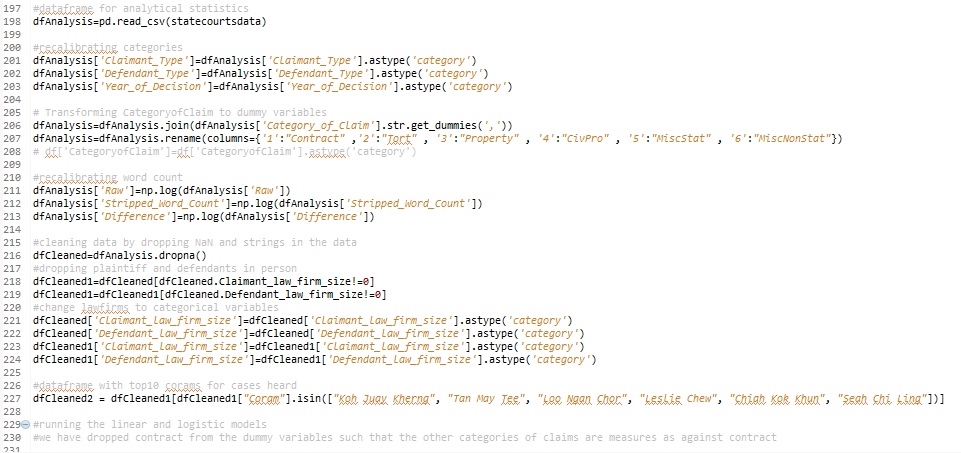 197 #dataframe for analytical statistics
198 dfAnalysis=pd.read_csv(statecourtsdata)
199
200 #recalibrating categories
201 dfAnalysis['Claimant_Type']=dfAnalysis['Claimant_Type'].astype('category')
202 dfAnalysis['Defendant_Type']=dfAnalysis['Defendant_Type'].astype('category')
203 dfAnalysis['Year_of_Decision']=dfAnalysis['Year_of_Decision'].astype('category')
204
205 # Transforming CategoryofClaim to dummy variables
206 dfAnalysis=dfAnalysis.join(dfAnalysis['Category_of_Claim'].str.get_dummies(','))
207 dfAnalysis=dfAnalysis.rename(columns={'1':"Contract" ,'2':"Tort" , '3':"Property" , '4':"CivPro" , '5':"MiscStat" , '6':"MiscNonStat"})
208 # df['CategoryofClaim']=df['CategoryofClaim'].astype('category')
209
210 #recalibrating word count
211 dfAnalysis['Raw']=np.log(dfAnalysis['Raw'])
212 dfAnalysis['Stripped_Word_Count']=np.log(dfAnalysis['Stripped_Word_Count'])
213 dfAnalysis['Difference']=np.log(dfAnalysis['Difference'])
214
215 #cleaning data by dropping NaN and strings in the data
216 dfCleaned=dfAnalysis.dropna()
217 #dropping plaintiff and defendants in person
218 dfCleaned1=dfCleaned[dfCleaned.Claimant_law_firm_size!=0]
219 dfCleaned1=dfCleaned1[dfCleaned.Defendant_law_firm_size!=0]
220 #change lawfirms to categorical variables
221 dfCleaned['Claimant_law_firm_size']=dfCleaned['Claimant_law_firm_size'].astype('category')
222 dfCleaned['Defendant_law_firm_size']=dfCleaned['Defendant_law_firm_size'].astype('category')
223 dfCleaned1['Claimant_law_firm_size']=dfCleaned1['Claimant_law_firm_size'].astype('category')
224 dfCleaned1['Defendant_law_firm_size']=dfCleaned1['Defendant_law_firm_size'].astype('category')
225
226 #dataframe with top10 corams for cases heard
227 dfCleaned2 = dfCleaned1[dfCleaned1["Coram"].isin(["Koh Juay Kherng", "Tan May Tee", "Loo Ngan Chor", "Leslie Chew", "Chiah Kok Khun", "Seah Chi Ling"])]
228
229 #running the linear and logistic models
230 #we have dropped contract from the dummy variables such that the other categories of claims are measures as against contract
231